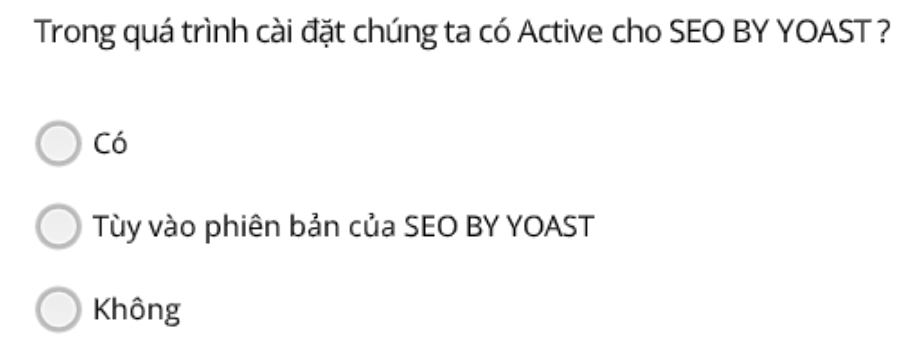 Trong quá trình cài đặt chúng ta có Active cho SEO BY YOAST ?
Có
Tùy vào phiên bản của SEO BY YOAST
Không